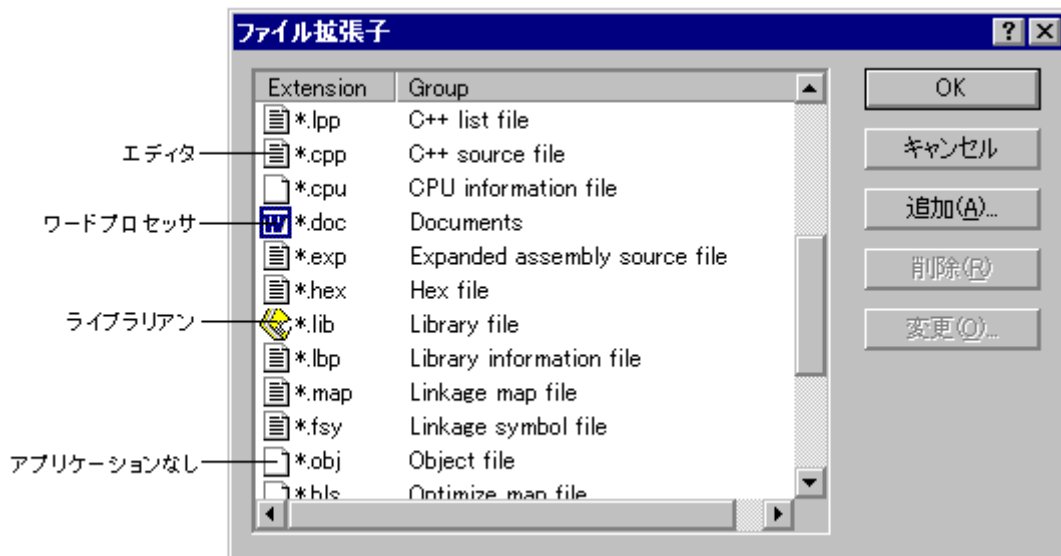 ファイル拡張子
Extension Group
*.lpp C++ list file
*.cpp C++ source file
*.cpu CPU information file
*.doc Documents
*.exp Expanded assembly source file
*.hex Hex file
*.lib Library file
*.lbp Library information file
*.map Linkage map file
*.fsy Linkage symbol file
*.obj Object file
*.bls Optimize map file
OK
キャンセル
追加(A)...
削除(R)
変更(O)...
エディタ
ワードプロセッサ
ライブラリアン
アプリケーションなし